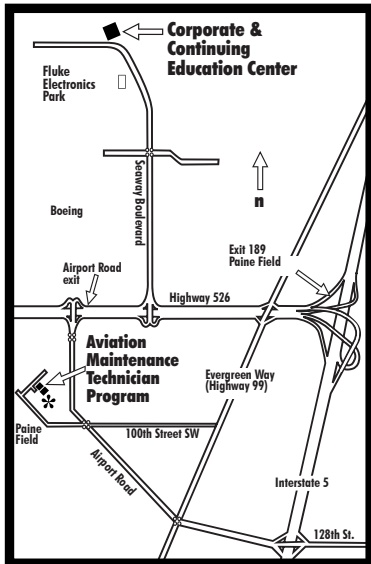 Corporate &
Continuing
Education Center
Fluke
Electronics
Park
Seaway Boulevard
n
Boeing
Exit 189
Paine Field
Airport Road
exit
Highway 526
Aviation
Maintenance
Technician
Program
Evergreen Way
(Highway 99)
Paine
Field
100th Street SW
Airport Road
Interstate 5
128th St.